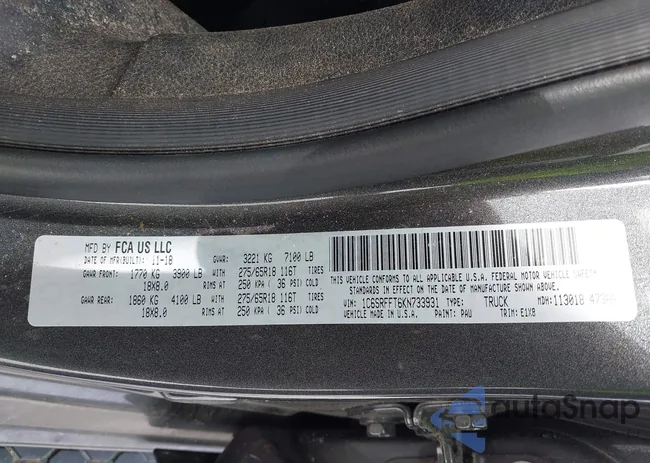 MFD BY FCA US LLC
DATE OF MFR(BUILT): 11-18 GVWR: 3221 KG 7100 LB
GAWR FRONT: 1770 KG 3900 LB WITH 275/65R18 116T TIRES
18X8.0 RIMS AT 250 KPA ( 36 PSI) COLD
GAWR REAR: 1860 KG 4100 LB WITH 275/65R18 116T TIRES
18X8.0 RIMS AT 250 KPA ( 36 PSI) COLD
THIS VEHICLE CONFORMS TO ALL APPLICABLE U.S.A. FEDERAL MOTOR VEHICLE SAFETY
STANDARDS IN EFFECT ON THE DATE OF MANUFACTURE SHOWN ABOVE.
VIN: 1C6SRFFT6KN733931 TYPE: TRUCK MDH: 113018
VEHICLE MADE IN U.S.A. PAINT: PAU TRIM: E1X8
autoSnap